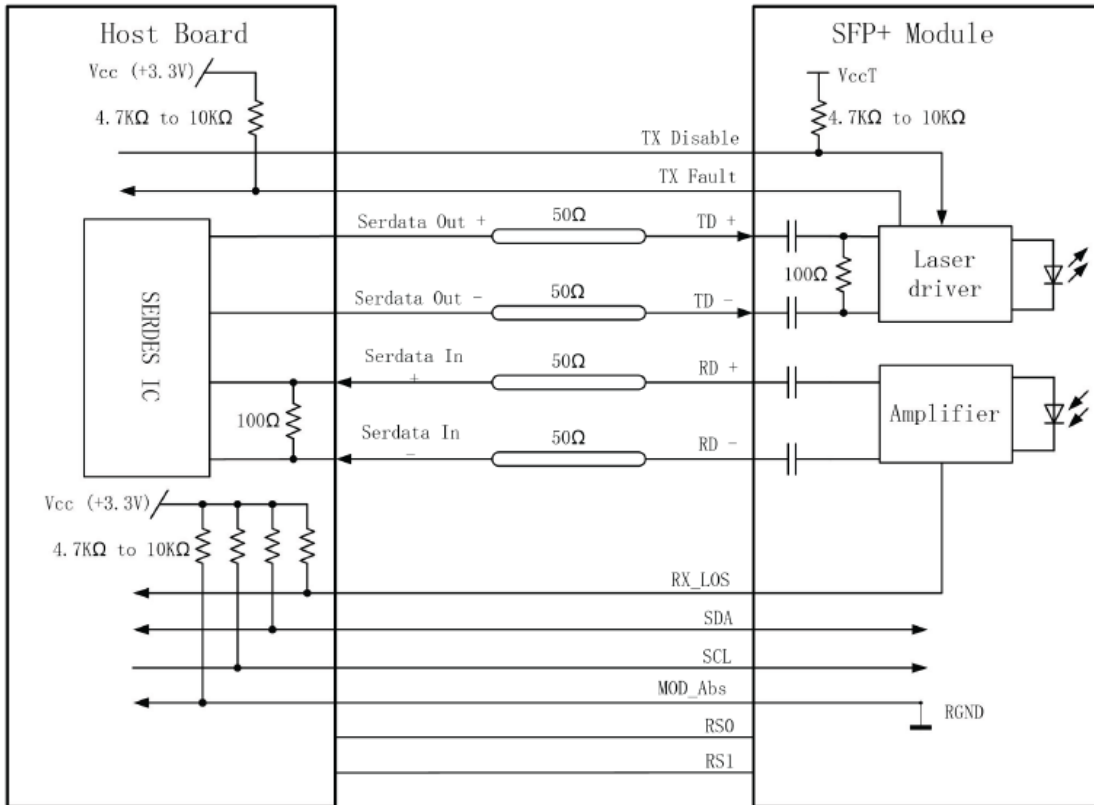 Host Board
SFP+ Module
Vcc (+3.3V)
VccT
4.7KΩ to 10KΩ
4.7KΩ to 10KΩ
TX Disable
TX Fault
Serdata Out +
50Ω
TD +
100Ω
Laser
driver
SERDES IC
Serdata Out -
50Ω
TD -
Serdata In
+
50Ω
RD +
100Ω
Amplifier
Serdata In
-
50Ω
RD -
Vcc (+3.3V)
4.7KΩ to 10KΩ
RX_LOS
SDA
SCL
MOD_Abs
RGND
RS0
RS1